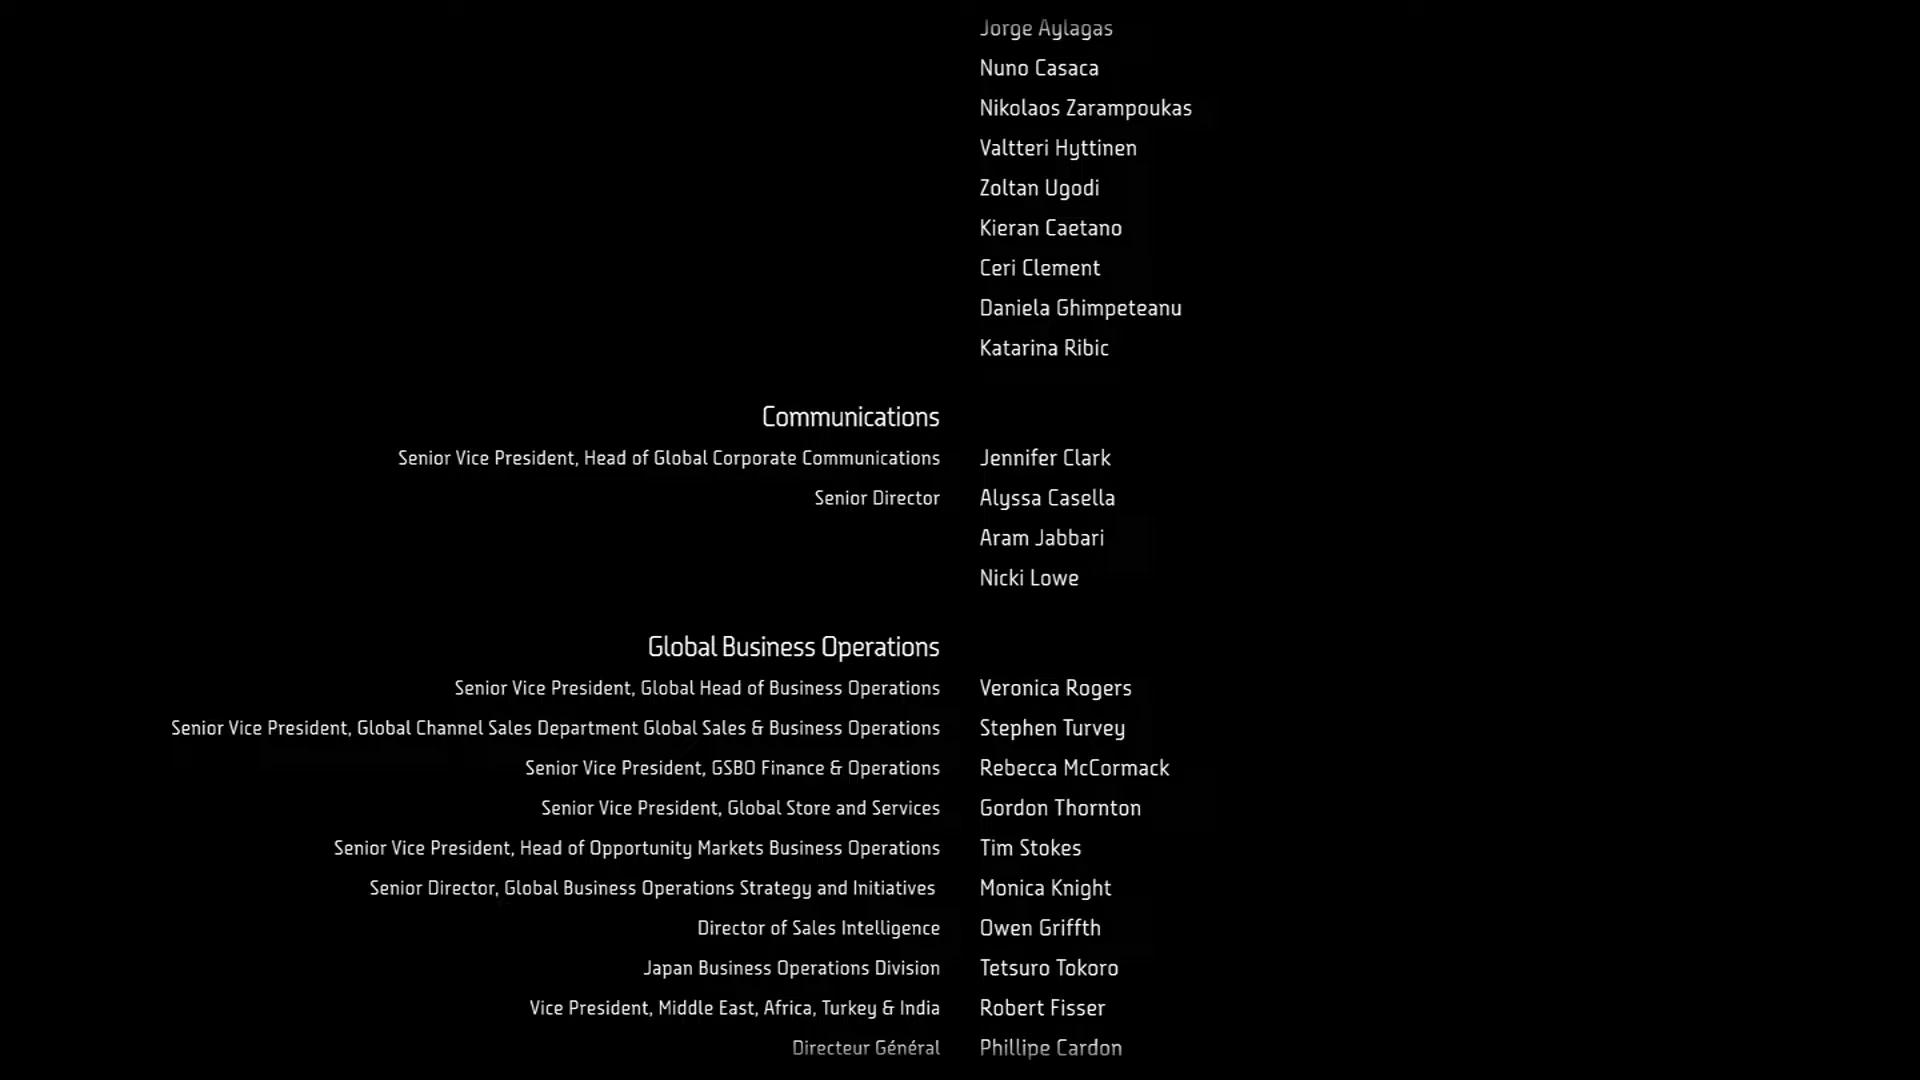 Jorge Aylagas
Nuno Casaca
Nikolaos Zarampoukas
Valtteri Hyttinen
Zoltan Ugodi
Kieran Caetano
Ceri Clement
Daniela Ghimpeteanu
Katarina Ribic
Communications
Senior Vice President, Head of Global Corporate Communications Jennifer Clark
Senior Director Alyssa Casella
Aram Jabbari
Nicki Lowe
Global Business Operations
Senior Vice President, Global Head of Business Operations Veronica Rogers
Senior Vice President, Global Channel Sales Department Global Sales & Business Operations Stephen Turvey
Senior Vice President, GSBO Finance & Operations Rebecca McCormack
Senior Vice President, Global Store and Services Gordon Thornton
Senior Vice President, Head of Opportunity Markets Business Operations Tim Stokes
Senior Director, Global Business Operations Strategy and Initiatives Monica Knight
Director of Sales Intelligence Owen Griffth
Japan Business Operations Division Tetsuro Tokoro
Vice President, Middle East, Africa, Turkey & India Robert Fisser
Directeur Général Phillipe Cardon